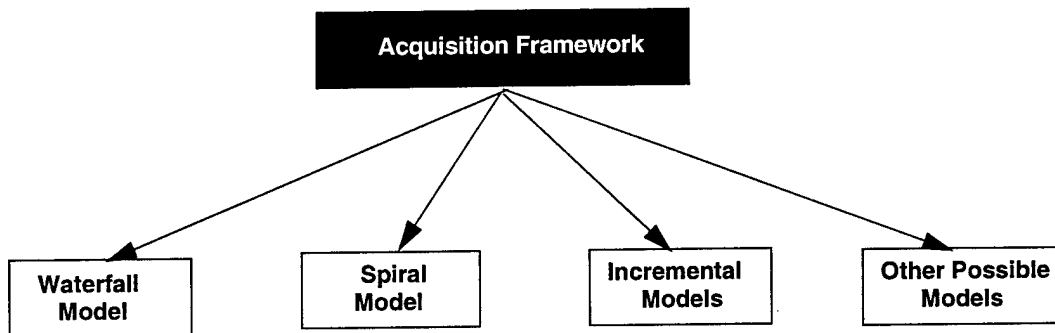 Acquisition Framework
Waterfall
Model
Spiral
Model
Incremental
Models
Other Possible
Models